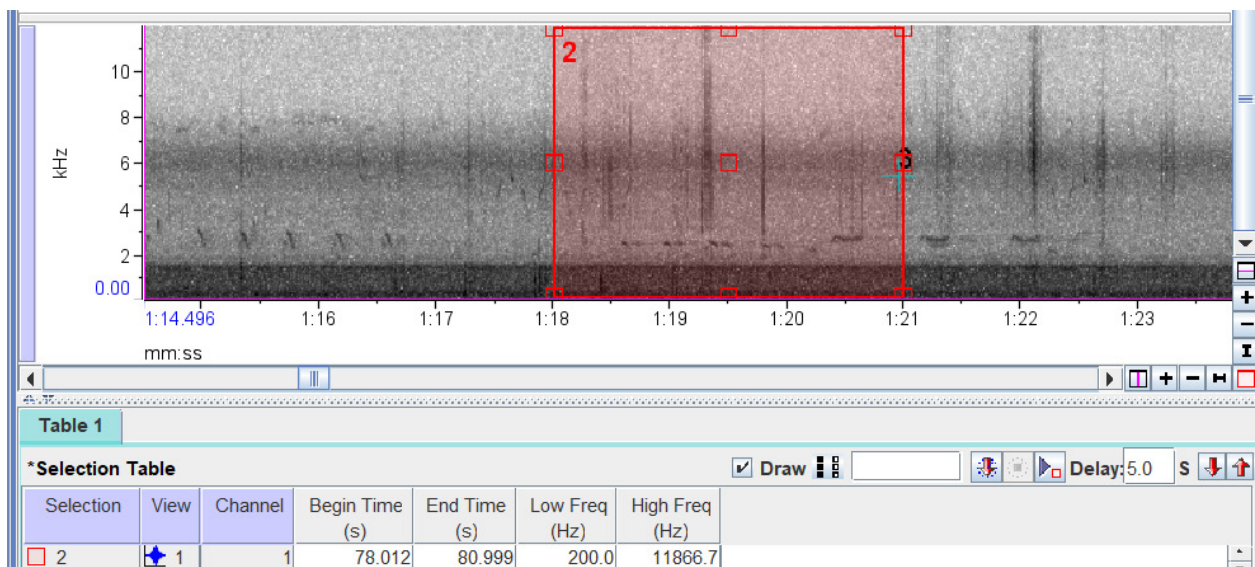 2
10
8
6
4
2
0.00
kHz
1:14.496 1:16 1:17 1:18 1:19 1:20 1:21 1:22 1:23
mm:ss
Table 1
*Selection Table Draw Delay: 5.0 S
Selection View Channel Begin Time (s) End Time (s) Low Freq (Hz) High Freq (Hz)
2 1 1 78.012 80.999 200.0 11866.7